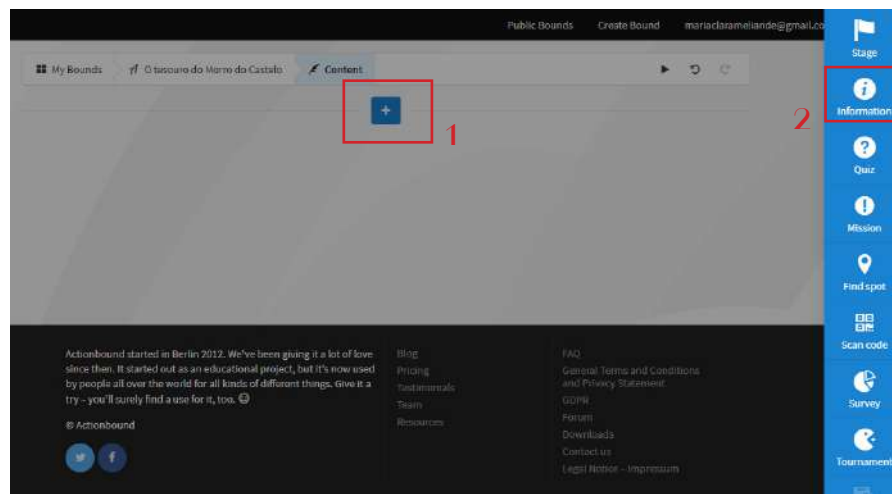 Public Bounds Create Bound mariaclarameliande@gmail.co
My Bounds O tesouro do Morro do Castelo Content
+
1
2
Stage
Information
Quiz
Mission
Find spot
Scan code
Survey
Tournament
Actionbound started in Berlin 2012. We've been giving it a lot of love
since then. It started out as an educational project, but it's now used
by people all over the world for all kinds of different things. Give it a
try – you'll surely find a use for it, too.
© Actionbound
Blog
Pricing
Testimonials
Team
Resources
FAQ
General Terms and Conditions
and Privacy Statement
GDPR
Forum
Downloads
Contact us
Legal Notice – Impressum